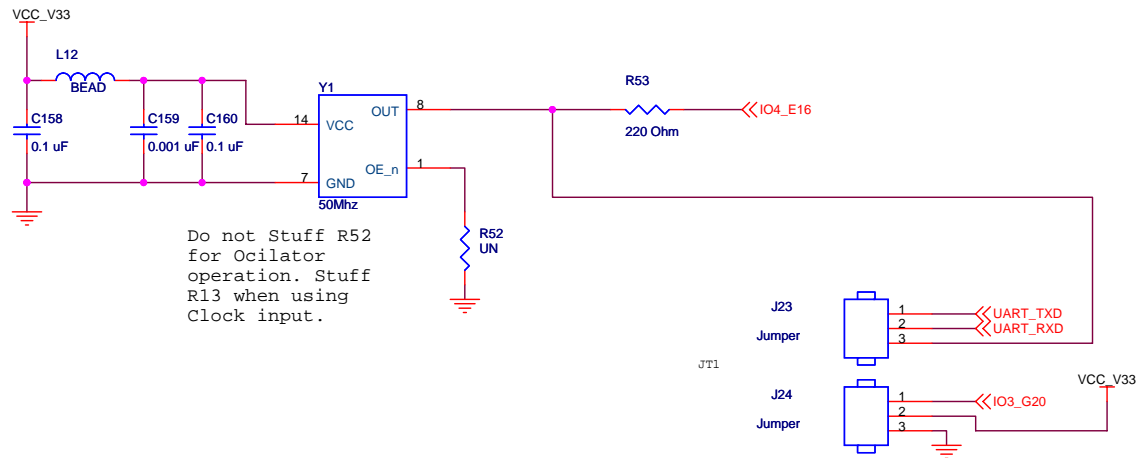 VCC_V33
L12
BEAD
C158
0.1 uF
C159
0.001 uF
C160
0.1 uF
Y1
14
VCC
OUT
8
OE_n
1
7
GND
50Mhz
R53
220 Ohm
IO4_E16
R52
UN
Do not Stuff R52
for Ocilator
operation. Stuff
R13 when using
Clock input.
J23
Jumper
1
2
3
UART_TXD
UART_RXD
JT1
J24
Jumper
1
2
3
IO3_G20
VCC_V33